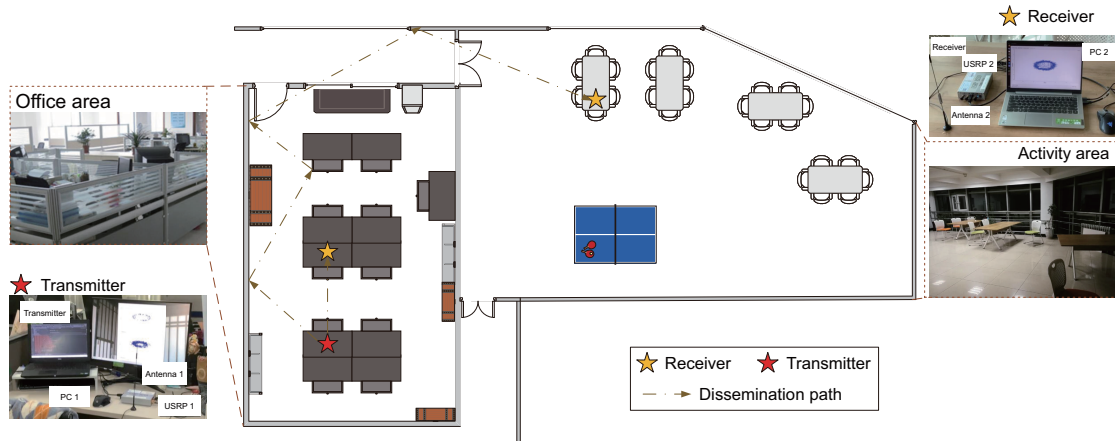 Receiver
Receiver
USRP 2
PC 2
Antenna 2
Office area
Activity area
Transmitter
Transmitter
Antenna 1
PC 1
USRP 1
Receiver
Transmitter
Dissemination path